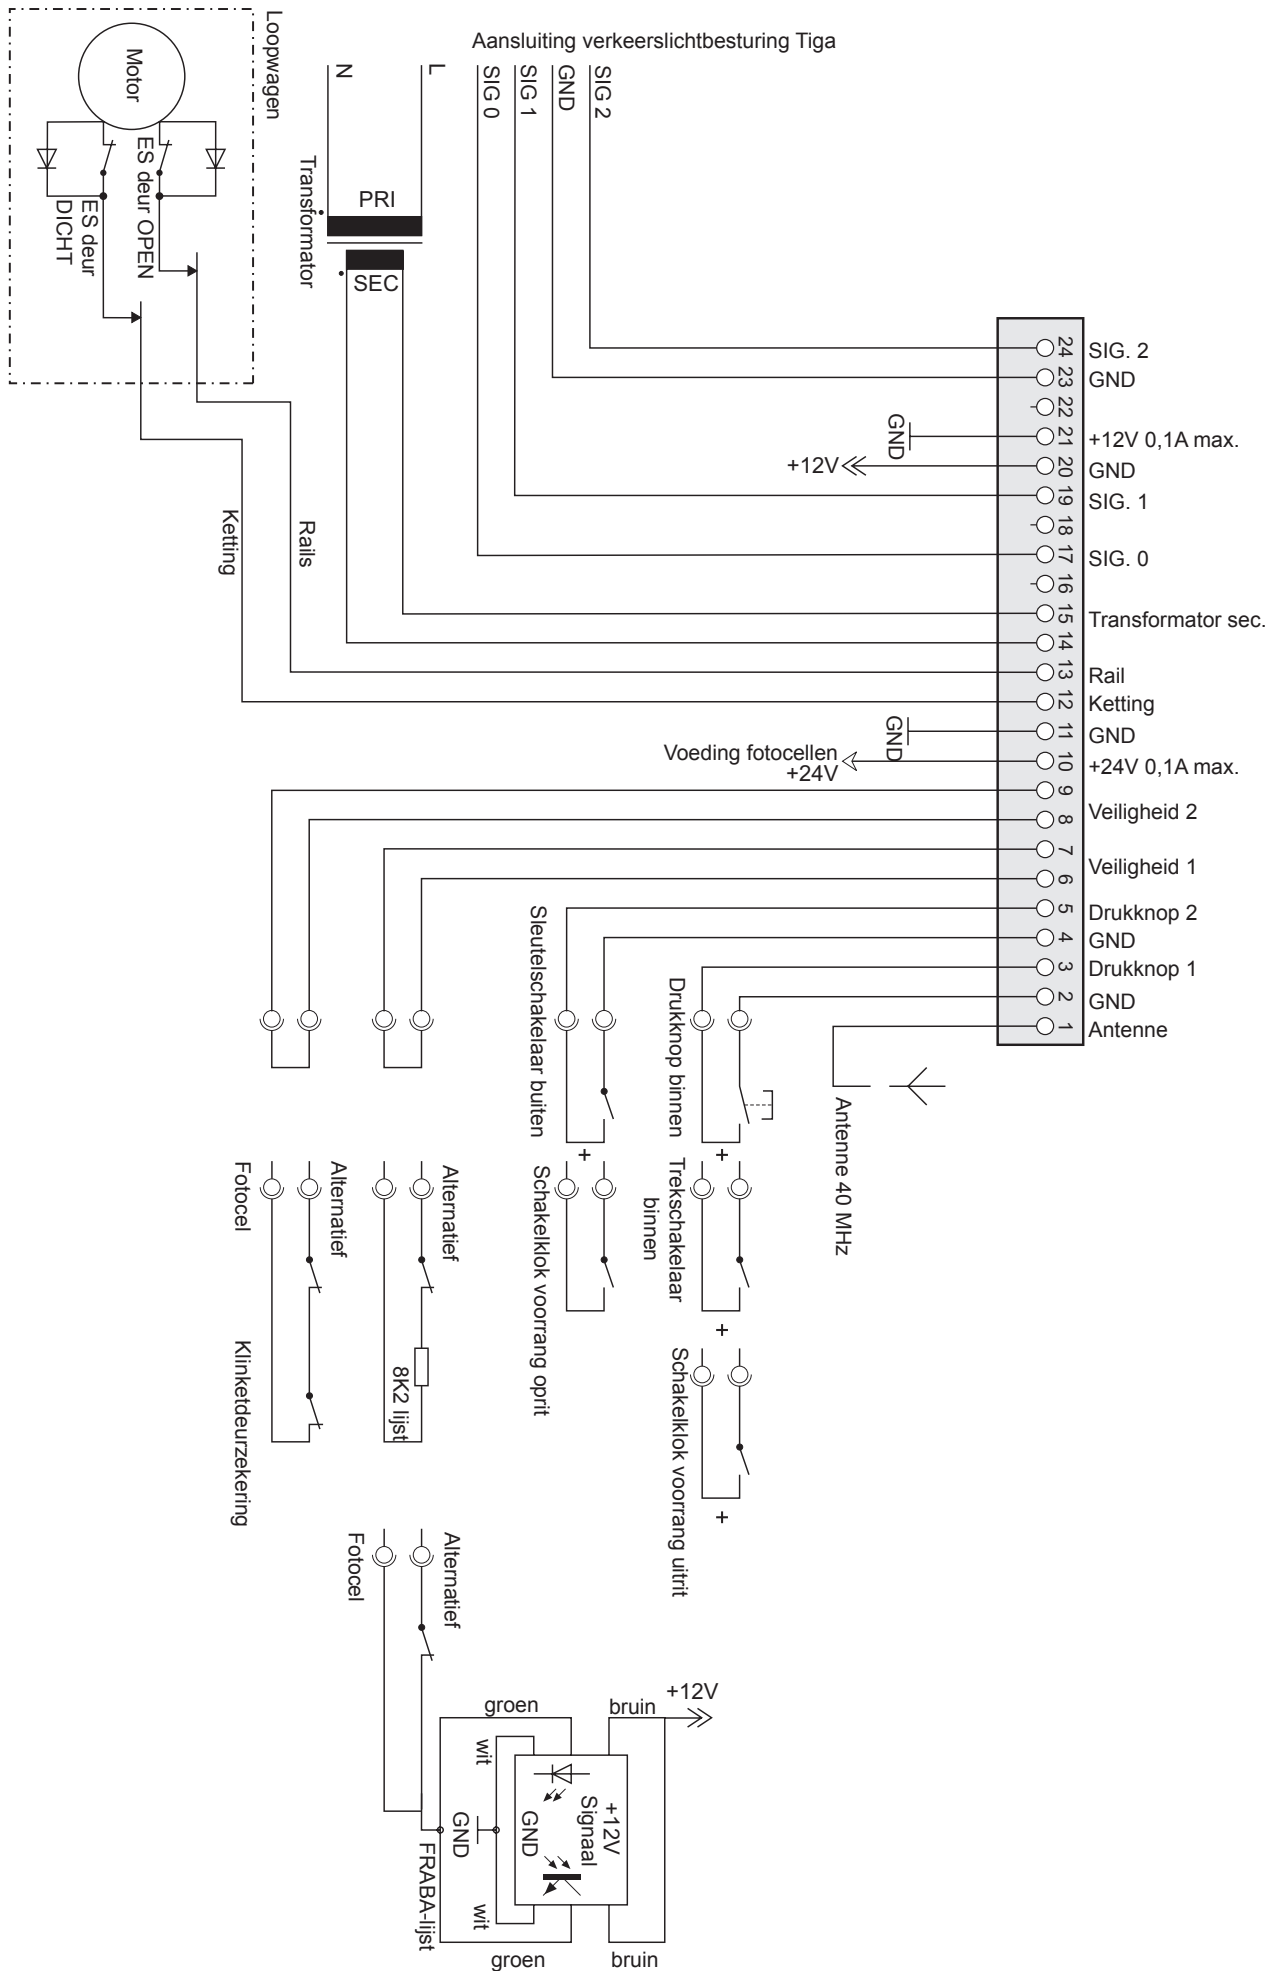 Aansluiting verkeerslichtbesturing Tiga
Loopwagen
Motor
ES deur OPEN
ES deur
DICHT
N
L
PRI
SEC
Transformator
SIG 0
SIG 1
GND
SIG 2
Ketting
Rails
24 SIG. 2
23 GND
22
21 +12V 0,1A max.
20 GND
19 SIG. 1
18
17 SIG. 0
16
15 Transformator sec.
14
13 Rail
12 Ketting
11 GND
10 +24V 0,1A max.
9
8 Veiligheid 2
7
6 Veiligheid 1
5 Drukknop 2
4 GND
3 Drukknop 1
2 GND
1 Antenne
GND
+12V
GND
Voeding fotocellen
+24V
Sleutelschakelaar buiten
Drukknop binnen
Antenne 40 MHz
+
+
Fotocel
Alternatief
Alternatief
Schakelklok voorrang oprit
Trekschakelaar
binnen
Klinketdeurzekering
8K2 lijst
+
Schakelklok voorrang uitrit
+
Fotocel
Alternatief
+12V
groen
bruin
wit
+12V
Signaal
GND
GND
FRABA-lijst
wit
groen
bruin